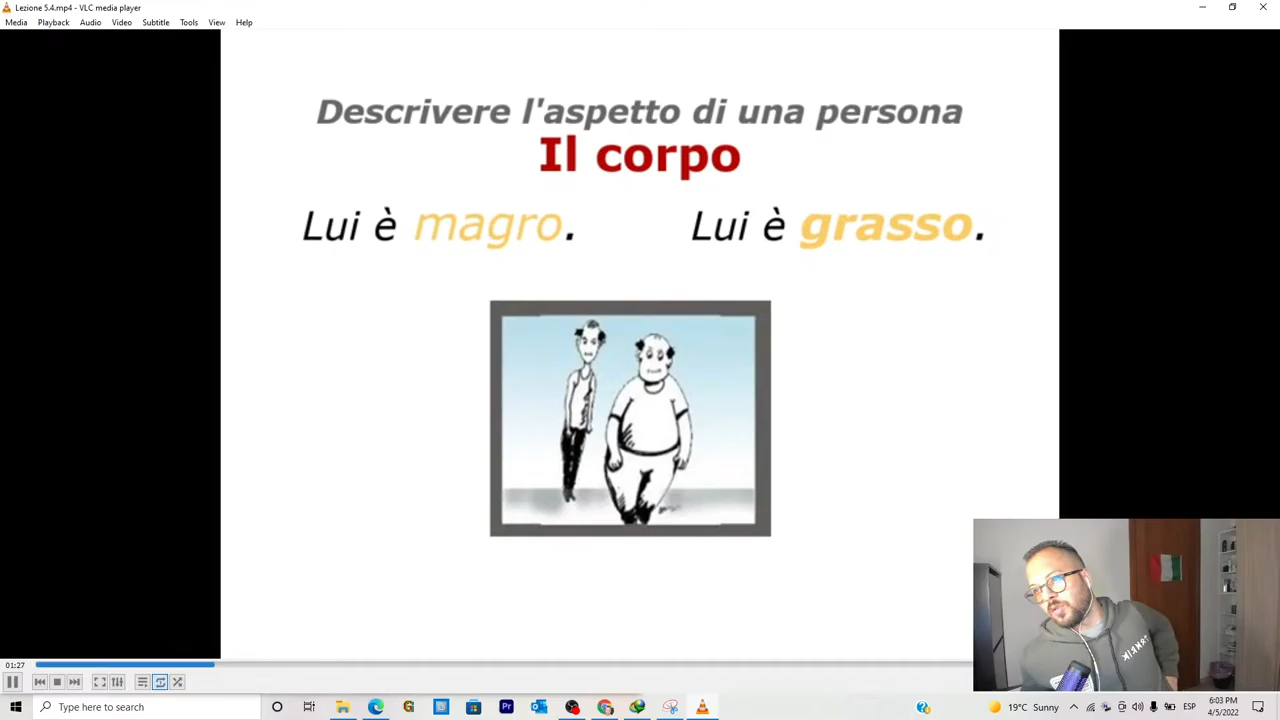 Lezione 5.4.mp4 - VLC media player
Media Playback Audio Video Subtitle Tools View Help
Descrivere l'aspetto di una persona
Il corpo
Lui è magro. Lui è grasso.
01:27
Type here to search
19°C Sunny
ESP
6:03 PM
4/5/2022